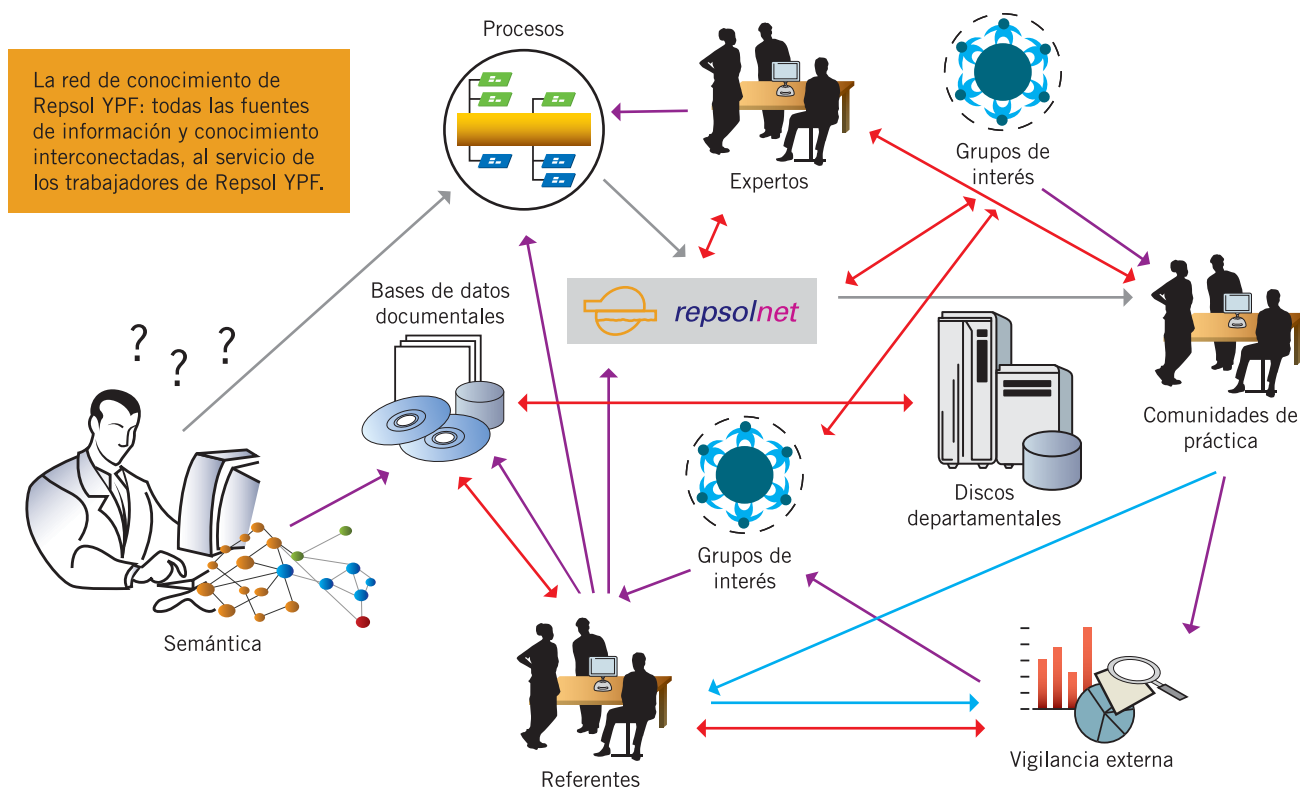 La red de conocimiento de
Repsol YPF: todas las fuentes
de información y conocimiento
interconectadas, al servicio de
los trabajadores de Repsol YPF.
Procesos
Expertos
Grupos de
interés
Bases de datos
documentales
repsolnet
? ? ?
Comunidades de
práctica
Discos
departamentales
Grupos de
interés
Semántica
Referentes
Vigilancia externa